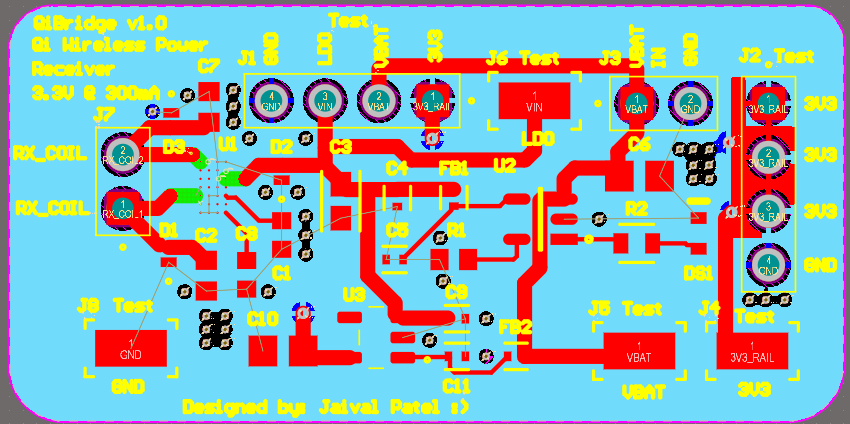 QiBridge v1.0
Qi Wireless Power
Receiver
3.3V @ 200mA
Test
J1 GND LDO VBAT 3V3
J6 Test
J3 VBAT IN GND
J2 Test
C7
J7
4 GND
3 VIN
2 VBAT
1 3V3_RAIL
1 VIN
LDO
1 VBAT
2 GND
1 3V3_RAIL 3V3
RX_COIL
2 RX_COIL2
D3
U1
D2
C3
C4
FB1
U2
C6
2 3V3_RAIL 3V3
RX_COIL
1 RX_COIL1
R2
3 3V3_RAIL 3V3
D1
C2
C8
C1
C5
R1
DS1
4 GND GND
J8 Test
C10
U3
C9
FB2
J5 Test
J4 Test
1 GND
1 VBAT
1 3V3_RAIL
GND
C11
VBAT
3V3
Designed by: Jaival Patel :)